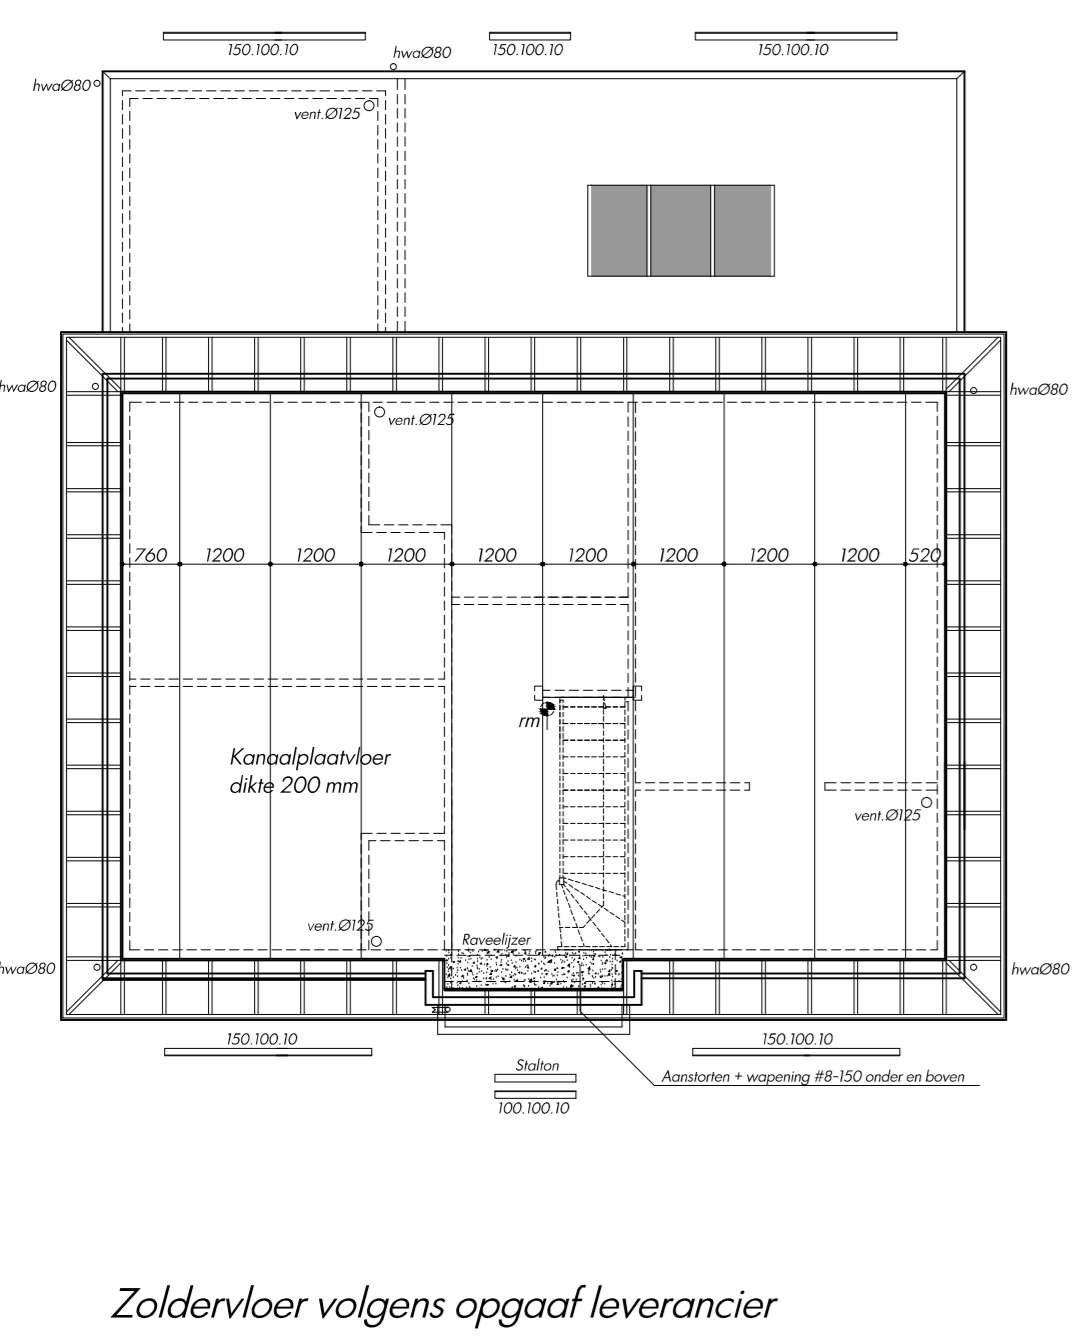 150.100.10
150.100.10
150.100.10
hwaØ80
hwaØ80
vent.Ø125
hwaØ80
hwaØ80
vent.Ø125
760 1200 1200 1200 1200 1200 1200 1200 1200 520
rm
Kanaalplaatvloer
dikte 200 mm
vent.Ø125
vent.Ø125
Raveelijzer
hwaØ80
hwaØ80
150.100.10
150.100.10
Stalton
Aanstorten + wapening #8-150 onder en boven
100.100.10
Zoldervloer volgens opgaaf leverancier